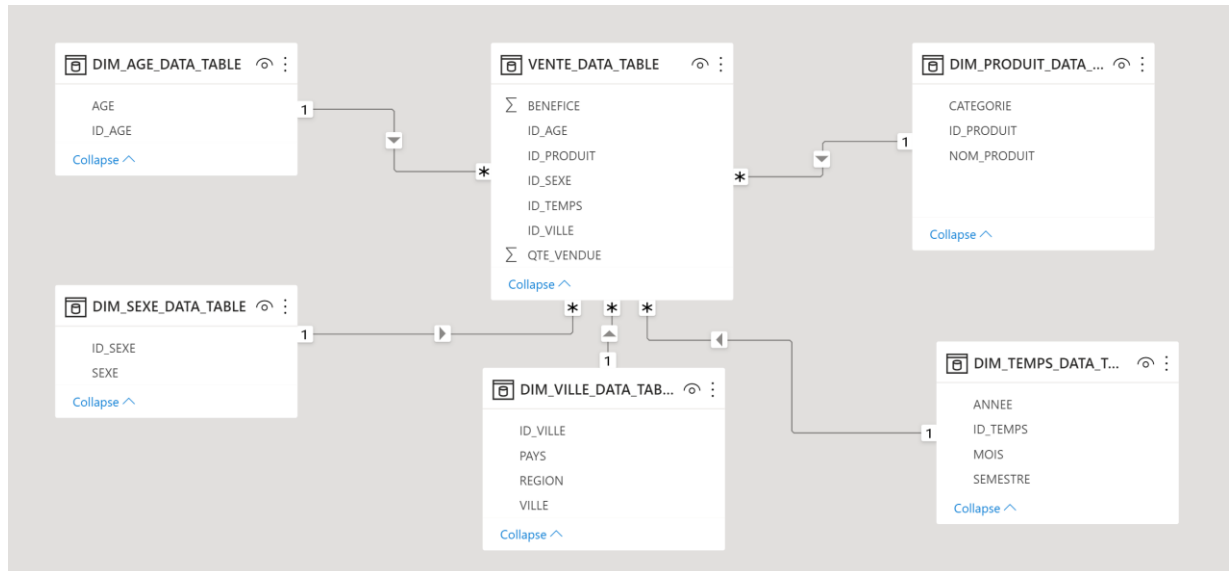 DIM_AGE_DATA_TABLE
AGE
ID_AGE
Collapse
1
*
VENTE_DATA_TABLE
∑ BENEFICE
ID_AGE
ID_PRODUIT
ID_SEXE
ID_TEMPS
ID_VILLE
∑ QTE_VENDUE
Collapse
*
1
DIM_PRODUIT_DATA_...
CATEGORIE
ID_PRODUIT
NOM_PRODUIT
Collapse
DIM_SEXE_DATA_TABLE
ID_SEXE
SEXE
Collapse
1
* * *
1
DIM_VILLE_DATA_TAB...
ID_VILLE
PAYS
REGION
VILLE
Collapse
1
DIM_TEMPS_DATA_T...
ANNEE
ID_TEMPS
MOIS
SEMESTRE
Collapse